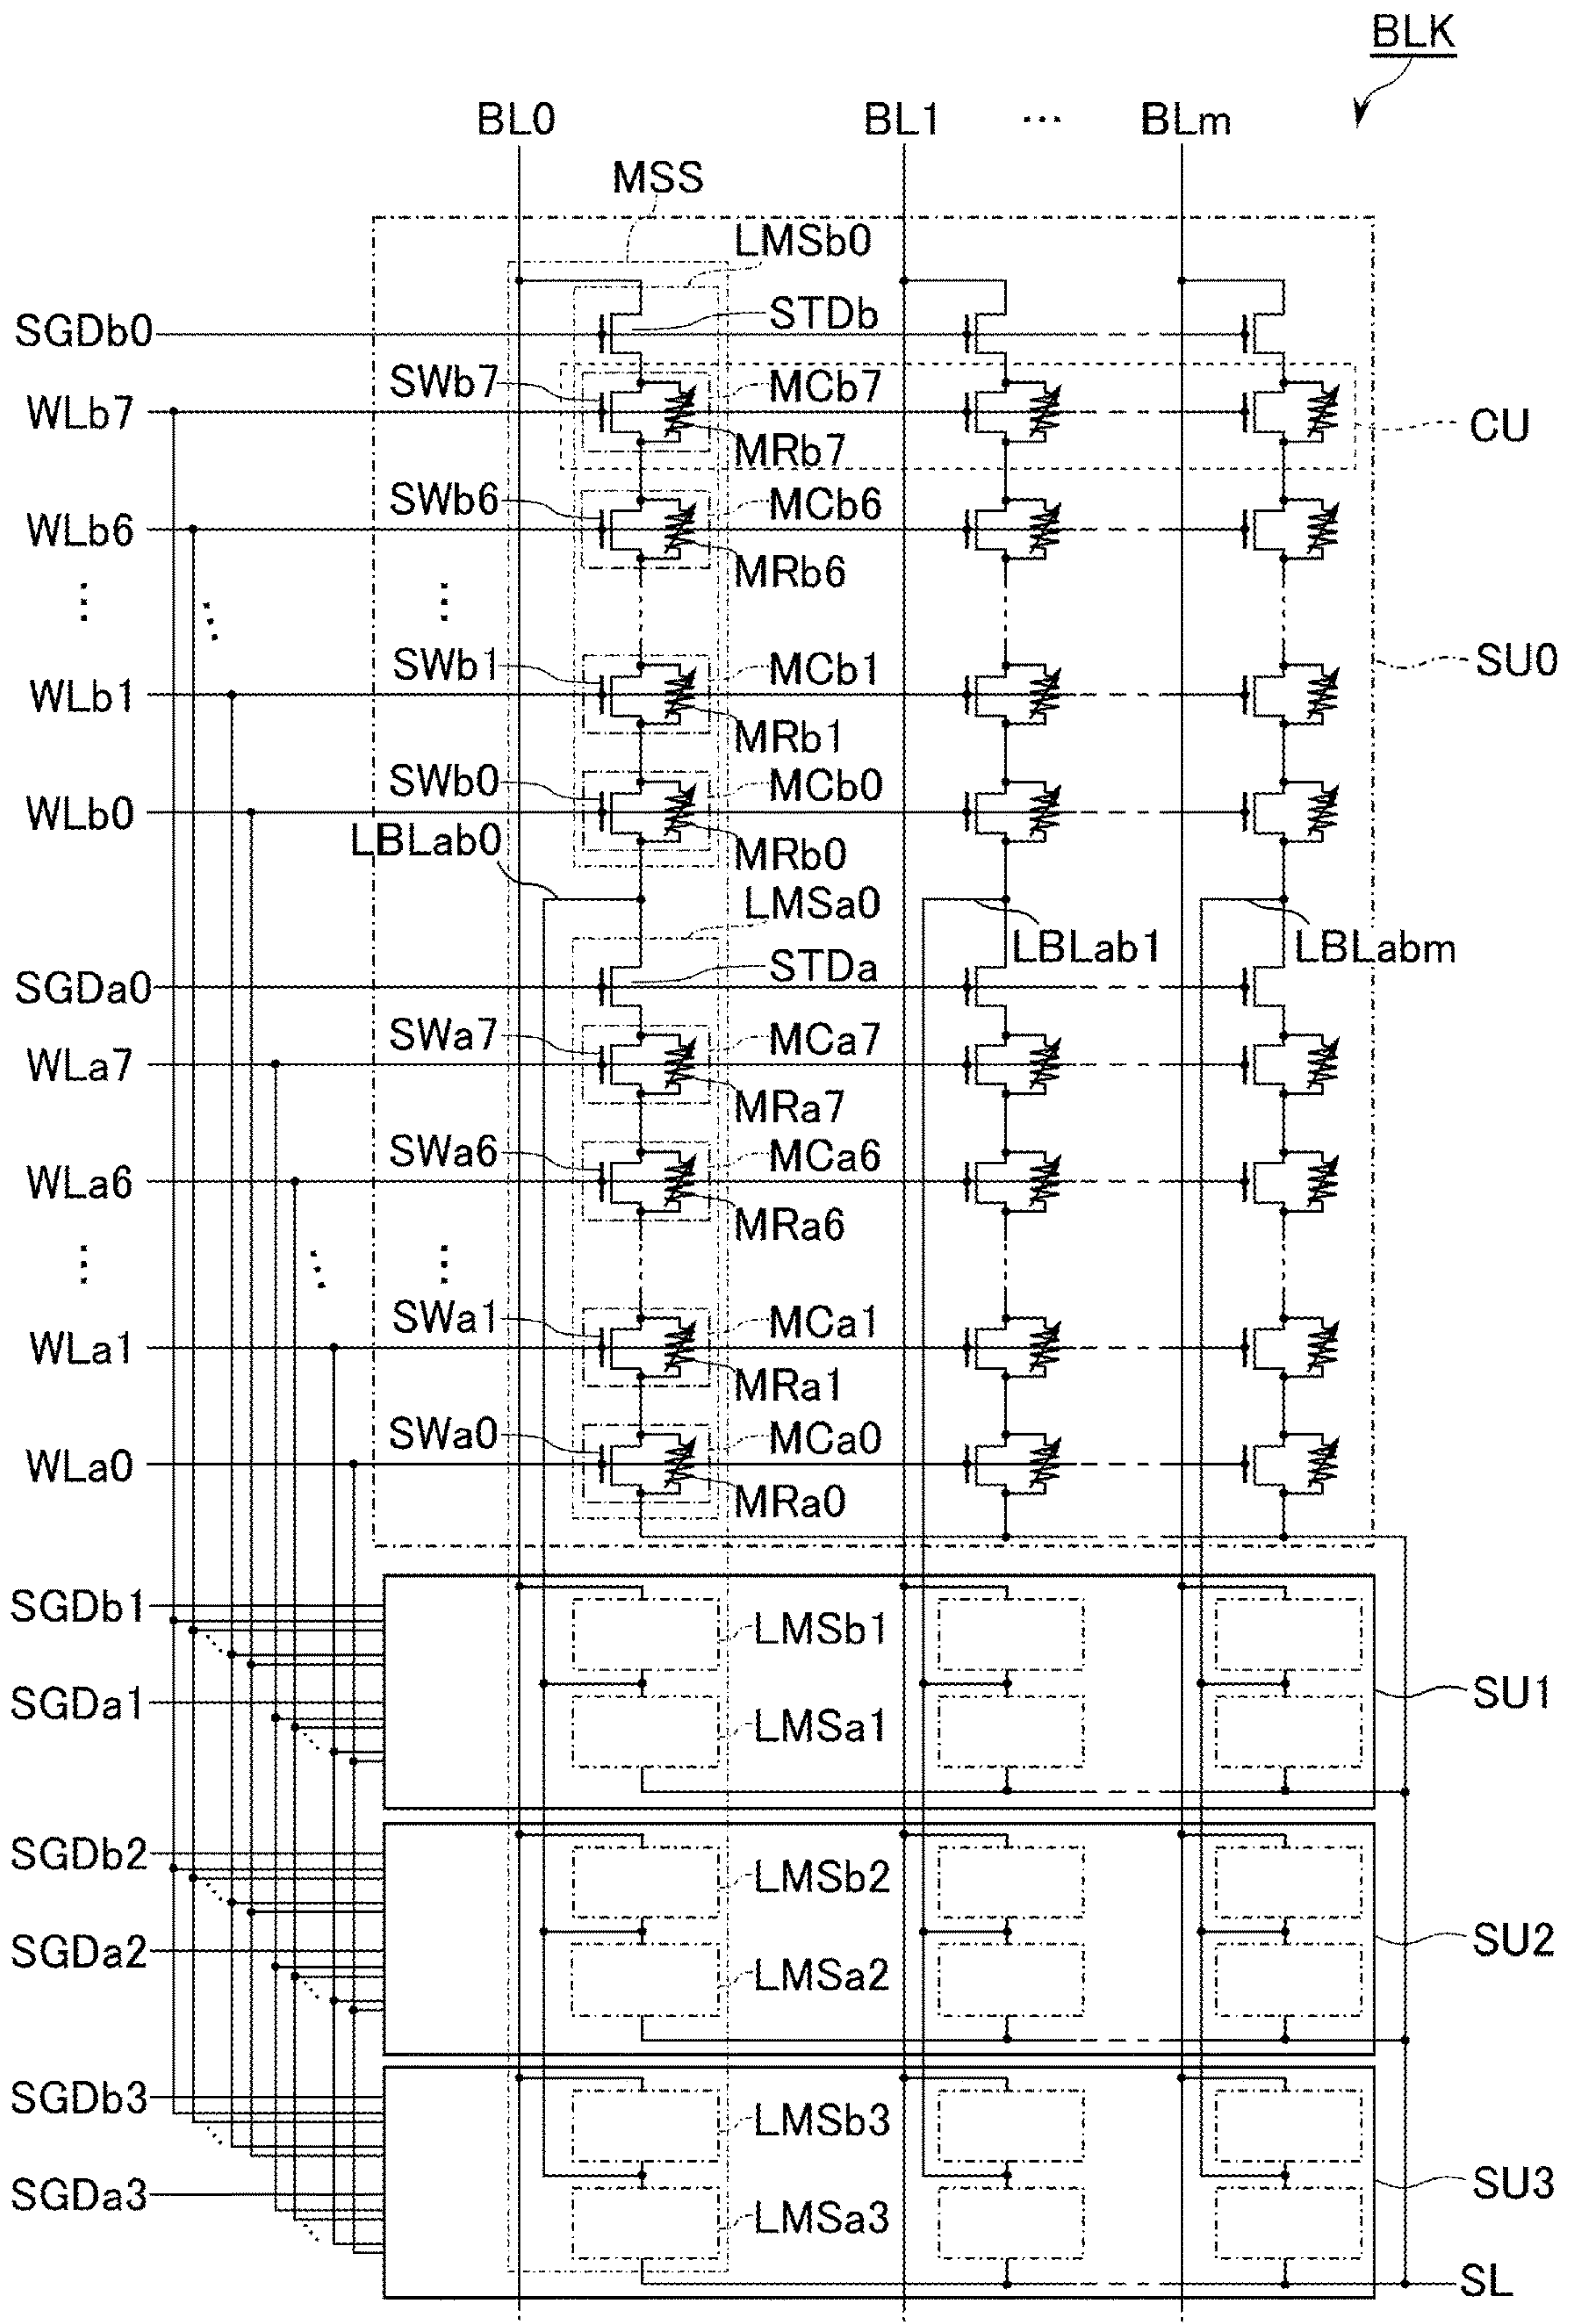 BLK
BL0 BL1 ... BLm
MSS
LMSb0
SGDb0 STDb
WLb7 SWb7 MCb7
MRb7 CU
WLb6 SWb6 MCb6
MRb6
⋮ ⋮
WLb1 SWb1 MCb1 SU0
MRb1
WLb0 SWb0 MCb0
LBLab0 MRb0
LMSa0
SGDa0 STDa LBLab1 LBLabm
WLa7 SWa7 MCa7
MRa7
WLa6 SWa6 MCa6
MRa6
⋮ ⋮
WLa1 SWa1 MCa1
MRa1
WLa0 SWa0 MCa0
MRa0
SGDb1 LMSb1
SGDa1 LMSa1 SU1
SGDb2 LMSb2
SGDa2 LMSa2 SU2
SGDb3 LMSb3
SGDa3 LMSa3 SU3
SL